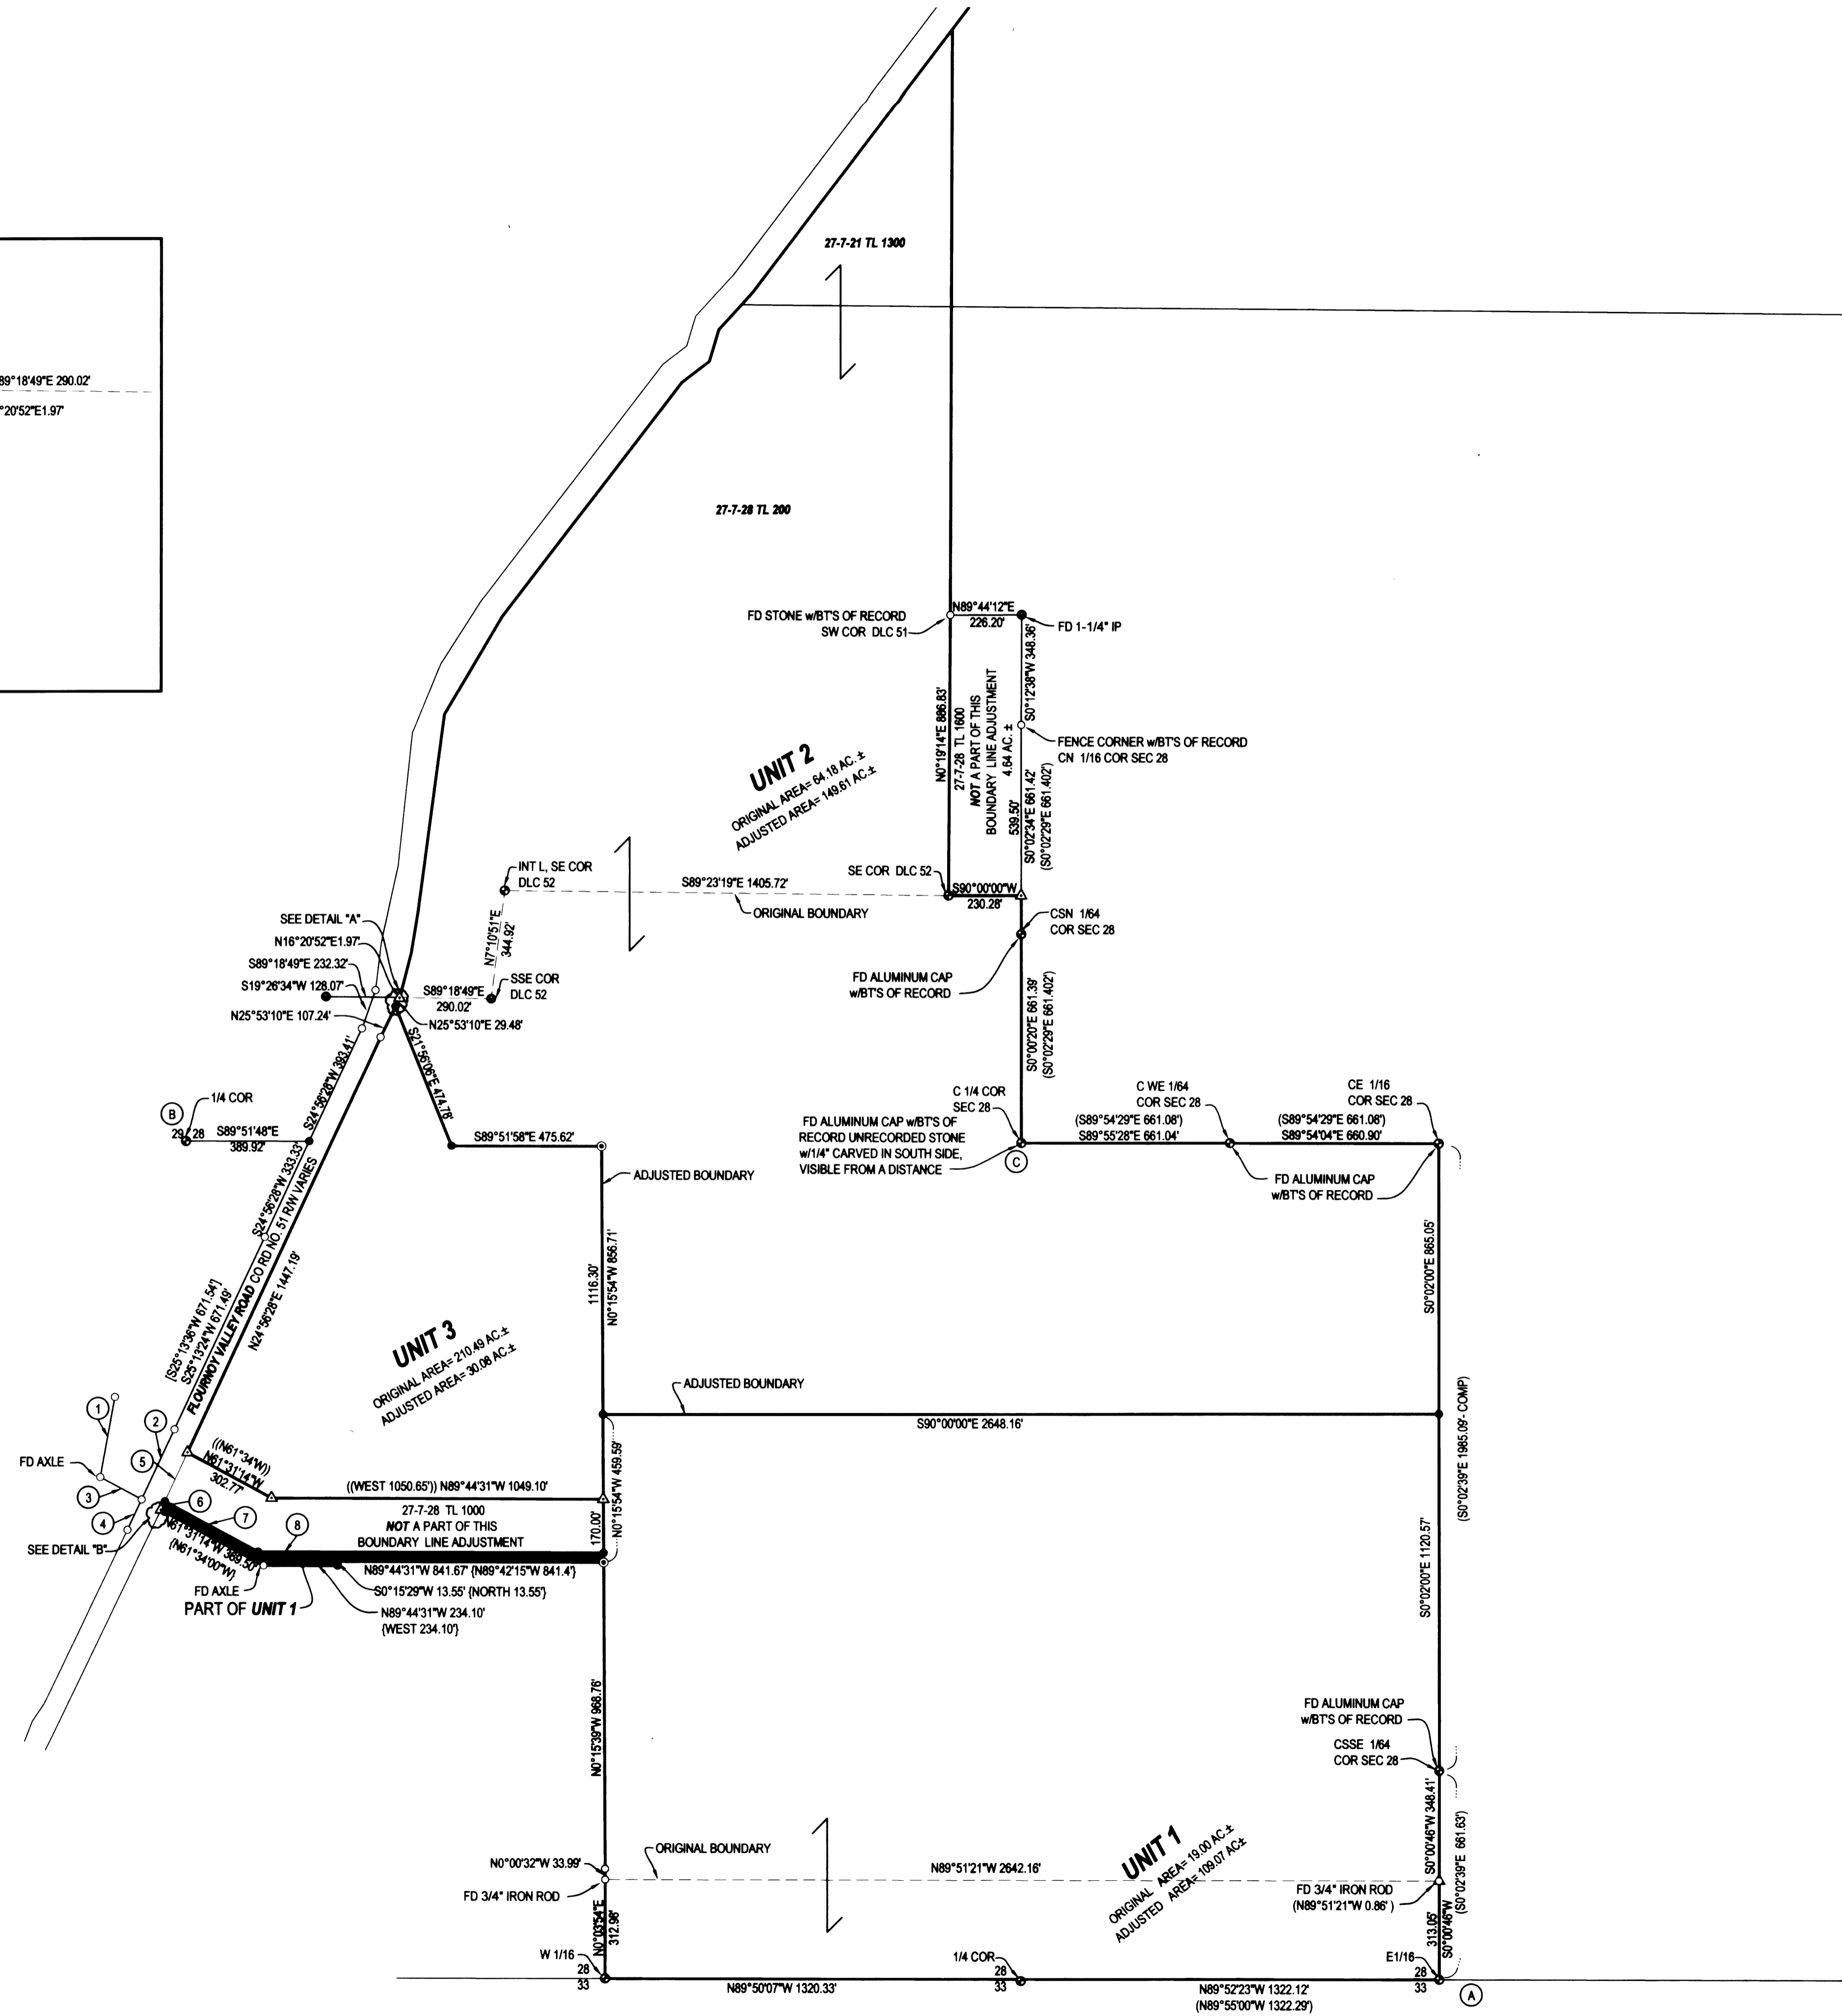 27-7-21 TL 1300
89°18'49"E 290.02'
°20'52"E1.97'
27-7-28 TL 200
FD STONE w/BT'S OF RECORD
SW COR DLC 51
N89°44'12"E
226.20'
FD 1-1/4" IP
S0°12'38"W 348.36'
N0°19'14"E 886.83'
27-7-28 TL 1600
NOT A PART OF THIS
BOUNDARY LINE ADJUSTMENT
4.64 AC. ±
539.50'
S0°02'34"E 661.42'
(S0°02'29"E 661.402')
FENCE CORNER w/BT'S OF RECORD
CN 1/16 COR SEC 28
UNIT 2
ORIGINAL AREA= 64.18 AC. ±
ADJUSTED AREA= 149.61 AC.±
INT L, SE COR
DLC 52
S89°23'19"E 1405.72'
ORIGINAL BOUNDARY
SE COR DLC 52
S90°00'00"W
230.28'
CSN 1/64
COR SEC 28
SEE DETAIL "A"
N16°20'52"E1.97'
S89°18'49"E 232.32'
S19°26'34"W 128.07'
N25°53'10"E 107.24'
N7°10'51"E
344.92'
S89°18'49"E
290.02'
SSE COR
DLC 52
N25°53'10"E 29.48'
FD ALUMINUM CAP
w/BT'S OF RECORD
S0°00'20"E 661.39'
(S0°02'29"E 661.402')
S21°56'06"E 474.78'
S24°56'28"W 393.41'
B
1/4 COR
29 28
S89°51'48"E
389.92'
S89°51'58"E 475.62'
C 1/4 COR
SEC 28
FD ALUMINUM CAP w/BT'S OF
RECORD UNRECORDED STONE
w/1/4" CARVED IN SOUTH SIDE,
VISIBLE FROM A DISTANCE
C
C WE 1/64
COR SEC 28
(S89°54'29"E 661.08')
S89°55'28"E 661.04'
CE 1/16
COR SEC 28
(S89°54'29"E 661.08')
S89°54'04"E 660.90'
FD ALUMINUM CAP
w/BT'S OF RECORD
ADJUSTED BOUNDARY
S24°56'28"W 333.33'
FLOURNOY VALLEY ROAD CO RD NO. 51 R/W VARIES
N24°56'28"E 1447.19'
[S25°13'36"W 671.54']
S25°13'24"W 671.49'
1116.30'
N0°15'54"W 856.71'
S0°02'00"E 865.05'
UNIT 3
ORIGINAL AREA= 210.49 AC.±
ADJUSTED AREA= 30.08 AC.±
ADJUSTED BOUNDARY
S90°00'00"E 2648.16'
(S0°02'39"E 1985.09'- COMP)
1
2
FD AXLE
5
3
4
6
7
8
((N61°34'W))
N61°31'14"W
302.77'
((WEST 1050.65')) N89°44'31"W 1049.10'
27-7-28 TL 1000
NOT A PART OF THIS
BOUNDARY LINE ADJUSTMENT
170.00'
N0°15'54"W 459.59'
SEE DETAIL "B"
N61°31'14"W 369.50'
{N61°34'00"W}
FD AXLE
PART OF UNIT 1
N89°44'31"W 841.67' {N89°42'15"W 841.4'}
S0°15'29"W 13.55' {NORTH 13.55'}
N89°44'31"W 234.10'
{WEST 234.10'}
S0°02'00"E 1120.57'
N0°15'39"W 968.76'
FD ALUMINUM CAP
w/BT'S OF RECORD
CSSE 1/64
COR SEC 28
N0°00'32"W 33.99'
FD 3/4" IRON ROD
ORIGINAL BOUNDARY
N89°51'21"W 2642.16'
UNIT 1
ORIGINAL AREA= 19.00 AC.±
ADJUSTED AREA= 109.07 AC±
S0°00'46"W 348.41'
(S0°02'39"E 661.63')
FD 3/4" IRON ROD
(N89°51'21"W 0.86' )
N0°03'54"E
312.96'
313.05'
S0°00'46"W
W 1/16
28
33
N89°50'07"W 1320.33'
1/4 COR
28
33
N89°52'23"W 1322.12'
(N89°55'00"W 1322.29')
E1/16
28
33
A